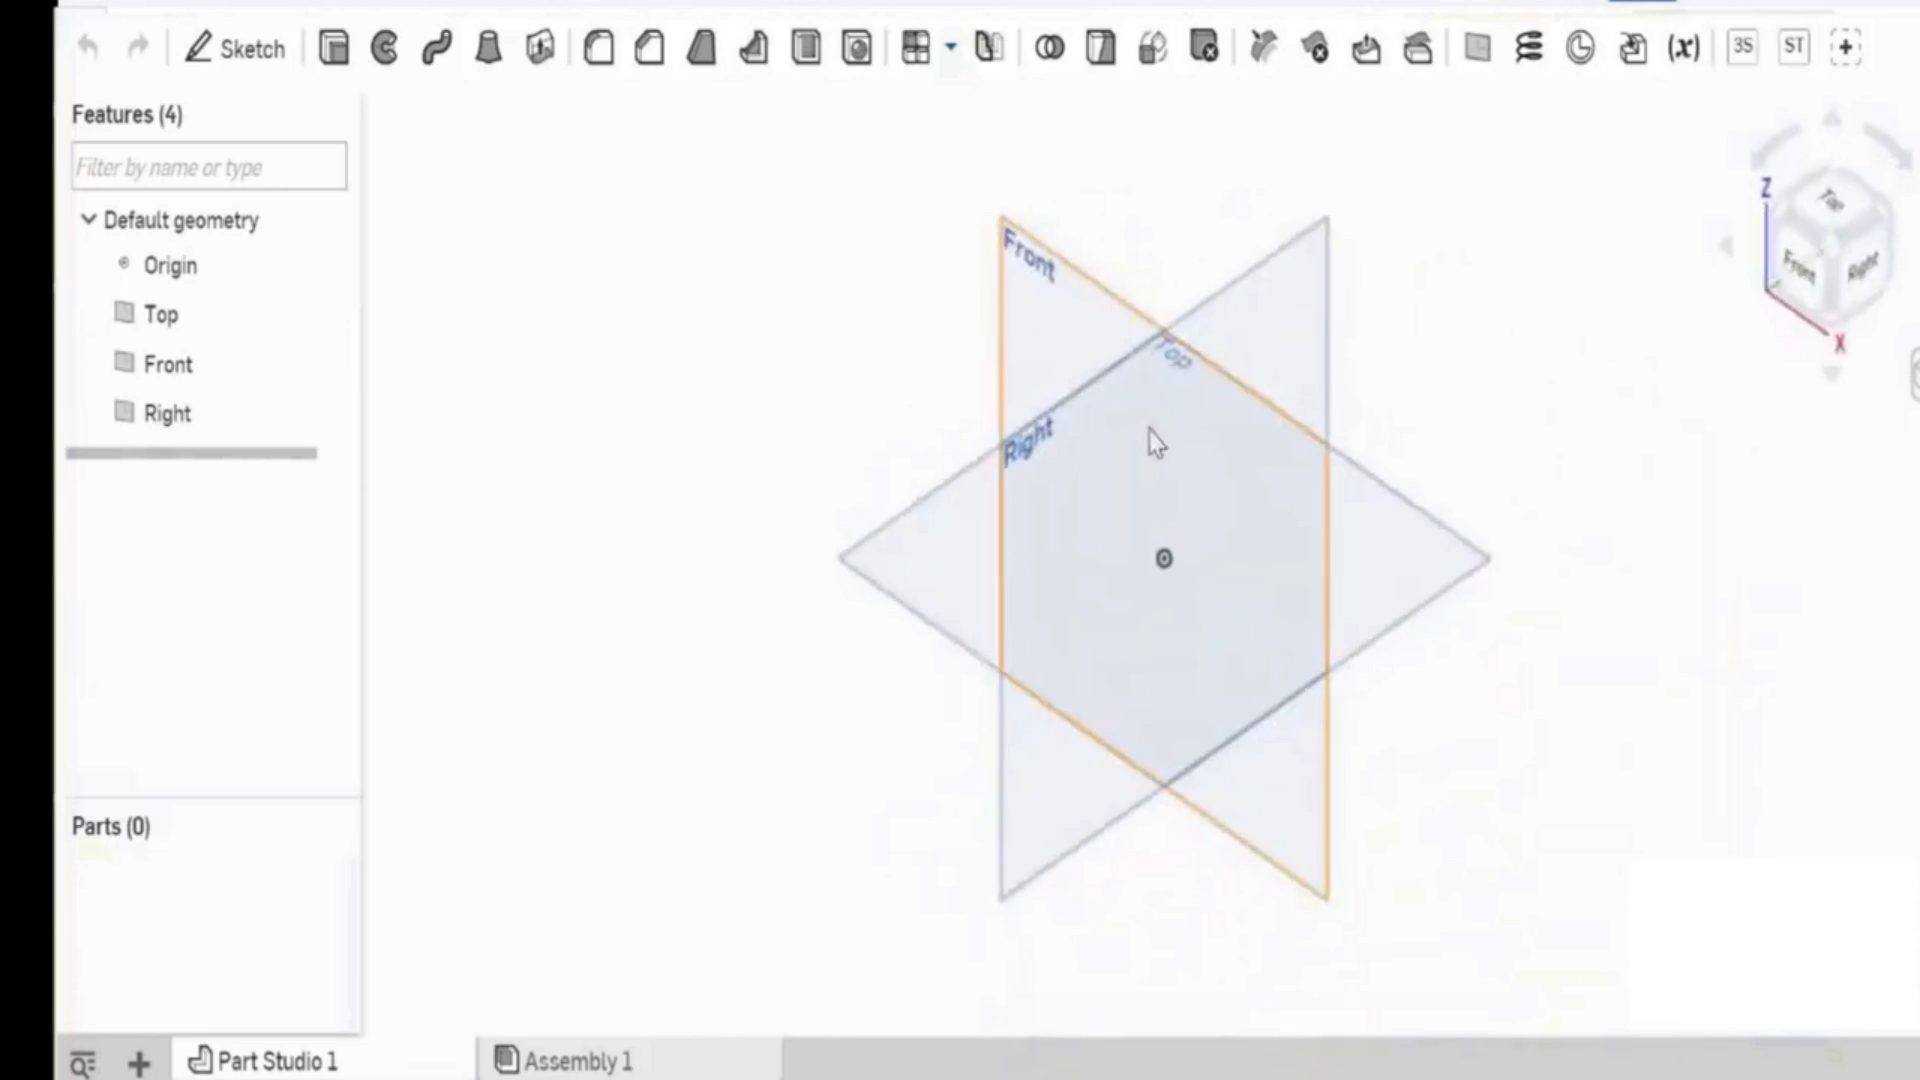 Sketch
(x)
3S
ST
Features (4)
Filter by name or type
Default geometry
Origin
Top
Front
Right
Parts (0)
Front
Top
Right
Z
Top
Front
Right
X
Part Studio 1
Assembly 1